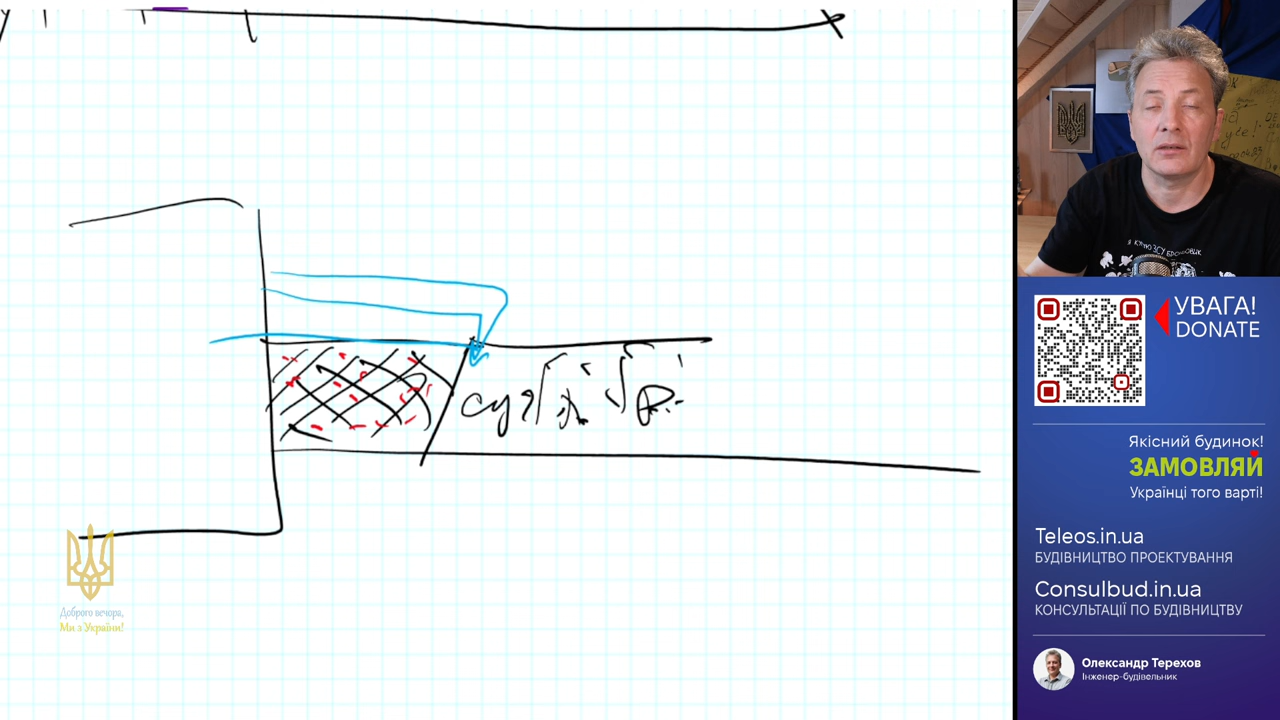 УВАГА!
DONATE
Якісний будинок!
ЗАМОВЛЯЙ
Українці того варті!
Teleos.in.ua
БУДІВНИЦТВО ПРОЕКТУВАННЯ
Consulbud.in.ua
КОНСУЛЬТАЦІЇ ПО БУДІВНИЦТВУ
Олександр Терехов
Інженер-будівельник
Доброго вечора,
Ми з України!